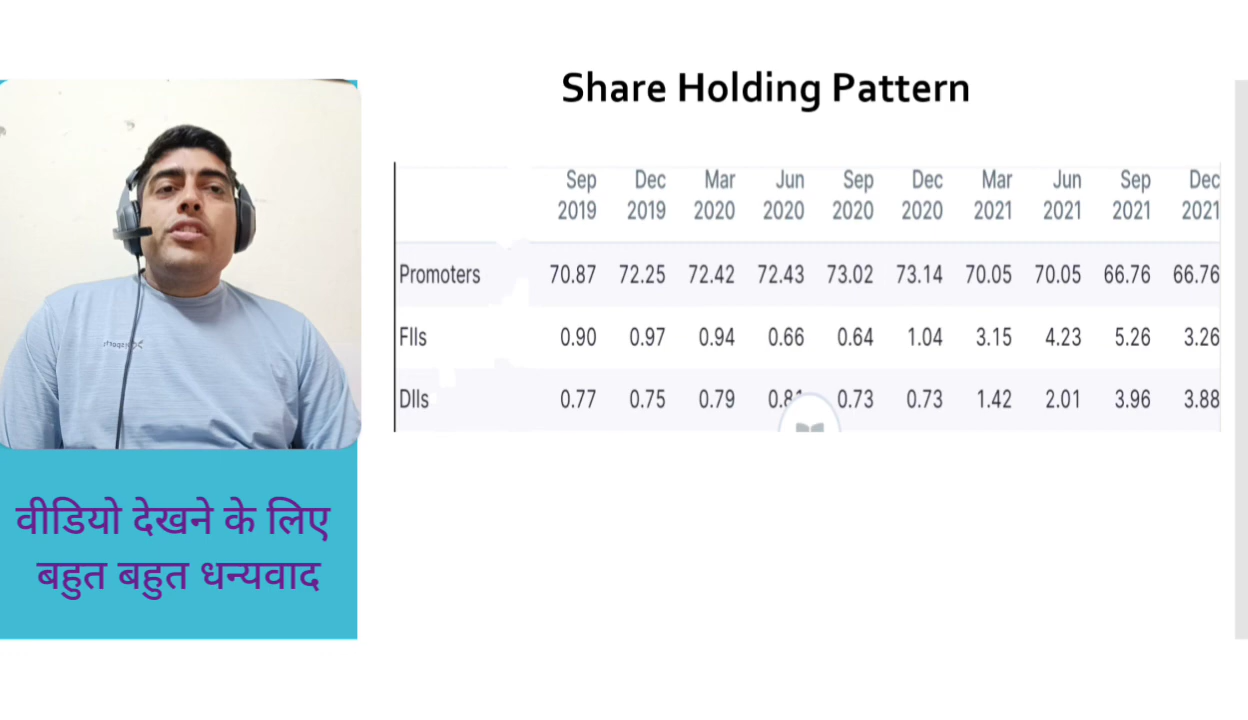 Share Holding Pattern
Sep Dec Mar Jun Sep Dec Mar Jun Sep Dec
2019 2019 2020 2020 2020 2020 2021 2021 2021 2021
Promoters 70.87 72.25 72.42 72.43 73.02 73.14 70.05 70.05 66.76 66.76
FIIs 0.90 0.97 0.94 0.66 0.64 1.04 3.15 4.23 5.26 3.26
DIIs 0.77 0.75 0.79 0.73 0.73 1.42 2.01 3.96 3.88
वीडियो देखने के लिए
बहुत बहुत धन्यवाद